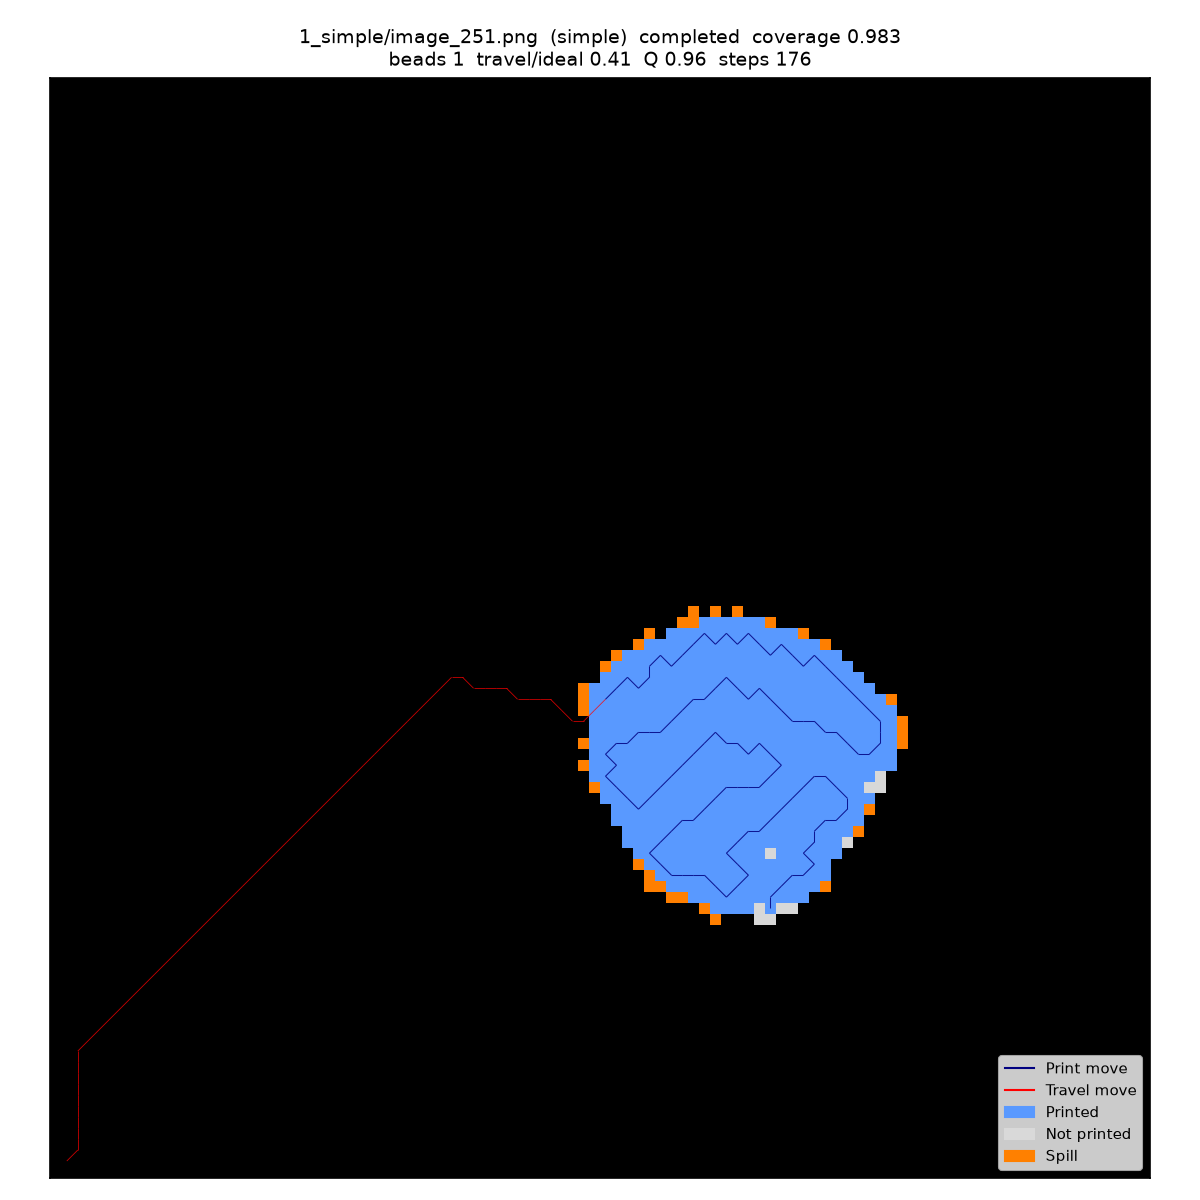 1_simple/image_251.png  (simple)  completed  coverage 0.983
beads 1  travel/ideal 0.41  Q 0.96  steps 176
Print move
Travel move
Printed
Not printed
Spill